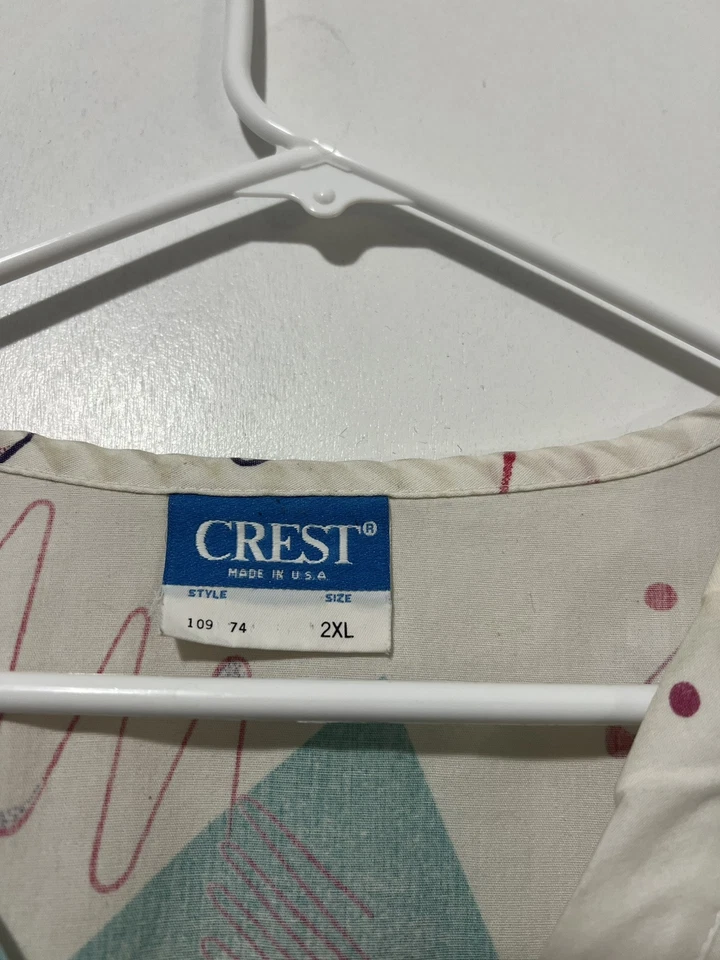 CREST®
MADE IN U.S.A.
STYLE SIZE
109 74 2XL